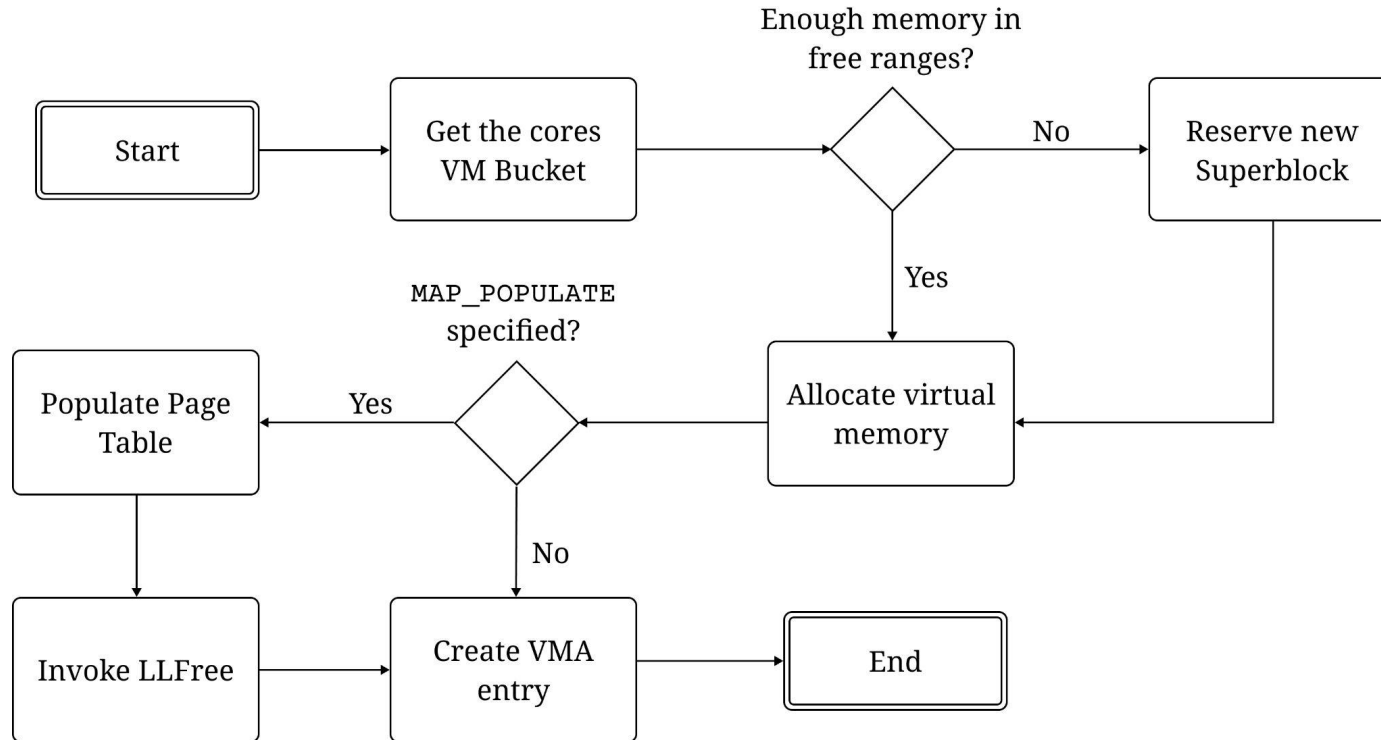 Enough memory in
free ranges?
Start
Get the cores
VM Bucket
No
Reserve new
Superblock
Yes
MAP_POPULATE
specified?
Allocate virtual
memory
Yes
Populate Page
Table
No
Invoke LLFree
Create VMA
entry
End